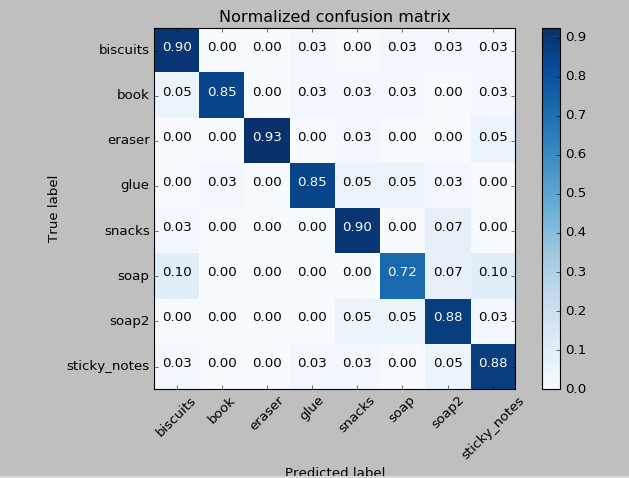 Normalized confusion matrix
biscuits 0.90 0.00 0.00 0.03 0.00 0.03 0.03 0.03
book 0.05 0.85 0.00 0.03 0.03 0.03 0.00 0.03
eraser 0.00 0.00 0.93 0.00 0.03 0.00 0.00 0.05
glue 0.00 0.03 0.00 0.85 0.05 0.05 0.03 0.00
snacks 0.03 0.00 0.00 0.00 0.90 0.00 0.07 0.00
soap 0.10 0.00 0.00 0.00 0.00 0.72 0.07 0.10
soap2 0.00 0.00 0.00 0.00 0.05 0.05 0.88 0.03
sticky_notes 0.03 0.00 0.00 0.03 0.03 0.00 0.05 0.88
True label
biscuits book eraser glue snacks soap soap2 sticky_notes
Predicted label
0.9
0.8
0.7
0.6
0.5
0.4
0.3
0.2
0.1
0.0